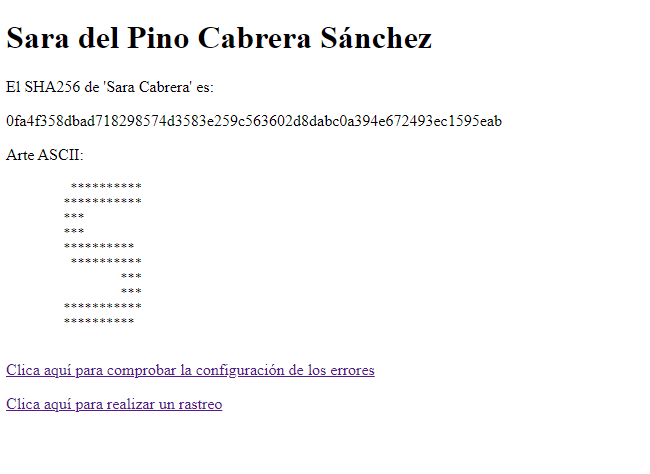 Sara del Pino Cabrera Sánchez
El SHA256 de 'Sara Cabrera' es:
0fa4f358dbad718298574d3583e259c563602d8dabc0a394e672493ec1595eab
Arte ASCII:
 **********
***********
***
***
**********
 **********
        ***
        ***
***********
**********
Clica aquí para comprobar la configuración de los errores
Clica aquí para realizar un rastreo